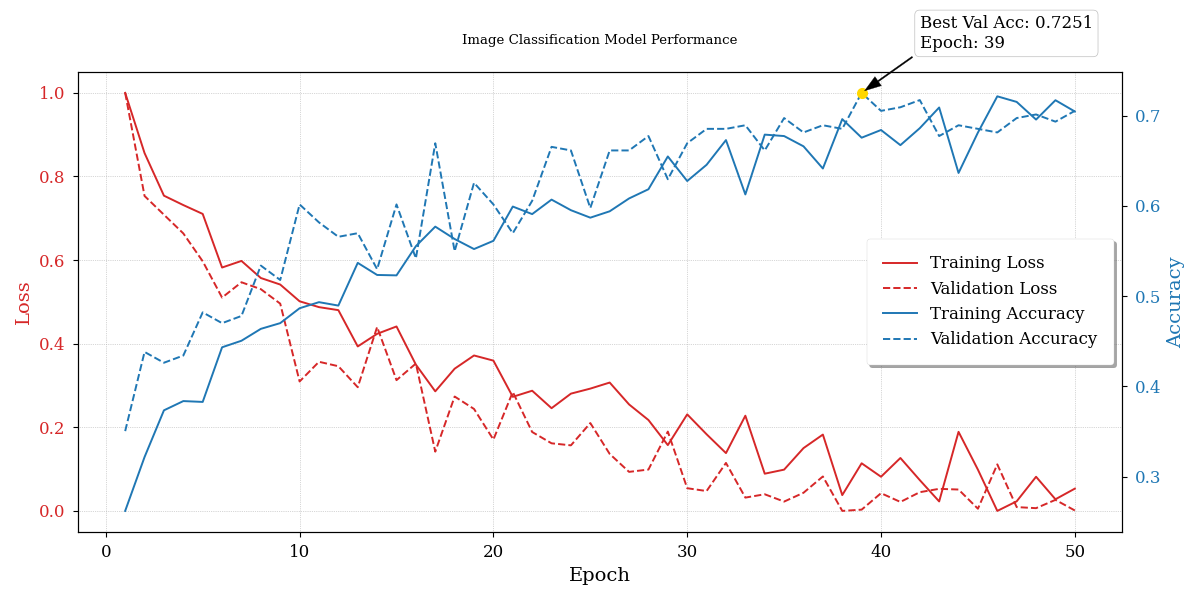 Best Val Acc: 0.7251
Epoch: 39
Image Classification Model Performance
1.0
0.8
0.6
0.4
0.2
0.0
Loss
0.7
0.6
0.5
0.4
0.3
Accuracy
Training Loss
Validation Loss
Training Accuracy
Validation Accuracy
0 10 20 30 40 50
Epoch